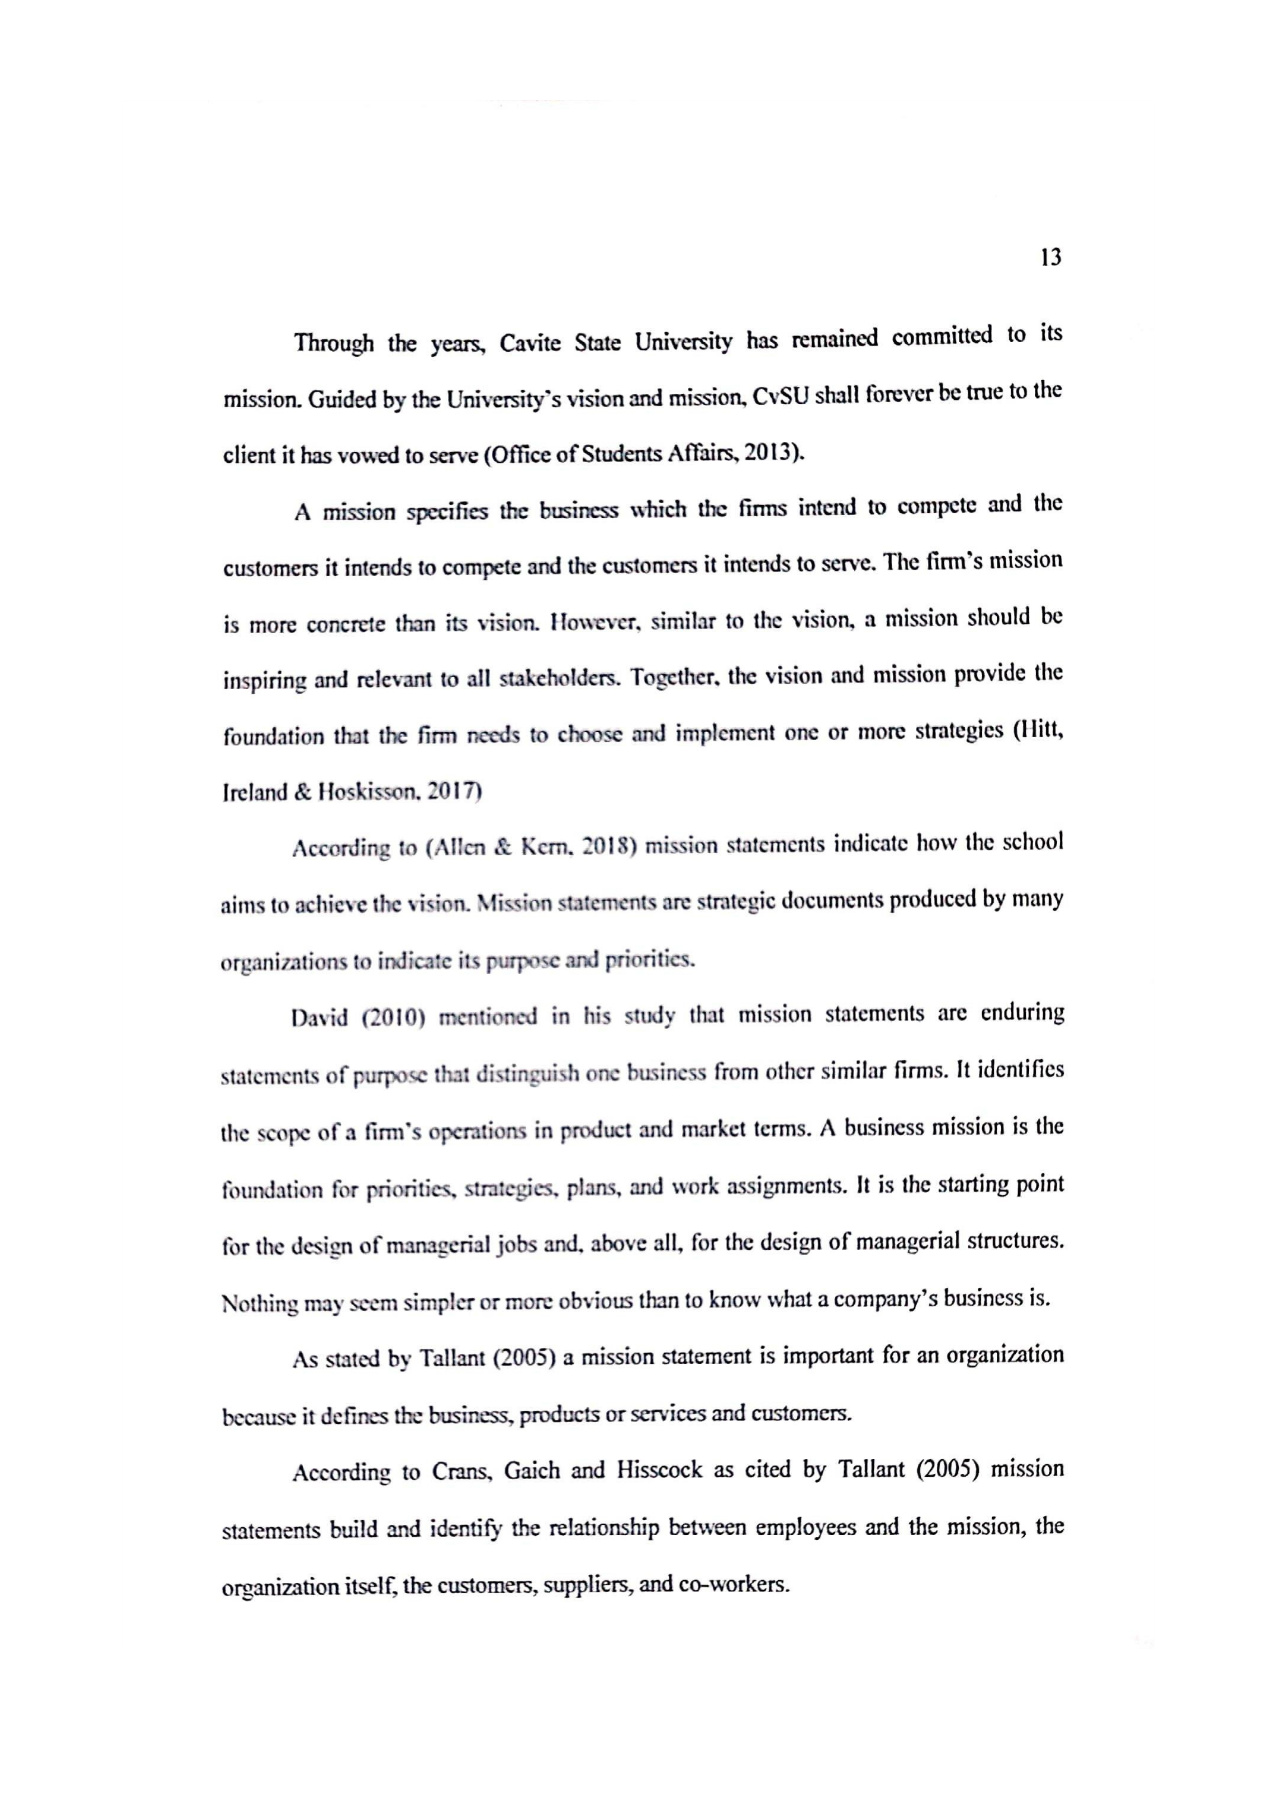 13
Through the years, Cavite State University has remained committed to its
mission. Guided by the University's vision and mission, CvSU shall forever be true to the
client it has vowed to serve (Office of Students Affairs, 2013).
A mission specifies the business which the firms intend to compete and the
customers it intends to compete and the customers it intends to serve. The firm's mission
is more concrete than its vision. However, similar to the vision, a mission should be
inspiring and relevant to all stakeholders. Together, the vision and mission provide the
foundation that the firm needs to choose and implement one or more strategies (Hitt,
Ireland & Hoskisson, 2017)
According to (Allen & Kern, 2018) mission statements indicate how the school
aims to achieve the vision. Mission statements are strategic documents produced by many
organizations to indicate its purpose and priorities.
David (2010) mentioned in his study that mission statements are enduring
statements of purpose that distinguish one business from other similar firms. It identifies
the scope of a firm's operations in product and market terms. A business mission is the
foundation for priorities, strategies, plans, and work assignments. It is the starting point
for the design of managerial jobs and, above all, for the design of managerial structures.
Nothing may seem simpler or more obvious than to know what a company's business is.
As stated by Tallant (2005) a mission statement is important for an organization
because it defines the business, products or services and customers.
According to Crans, Gaich and Hisscock as cited by Tallant (2005) mission
statements build and identify the relationship between employees and the mission, the
organization itself, the customers, suppliers, and co-workers.